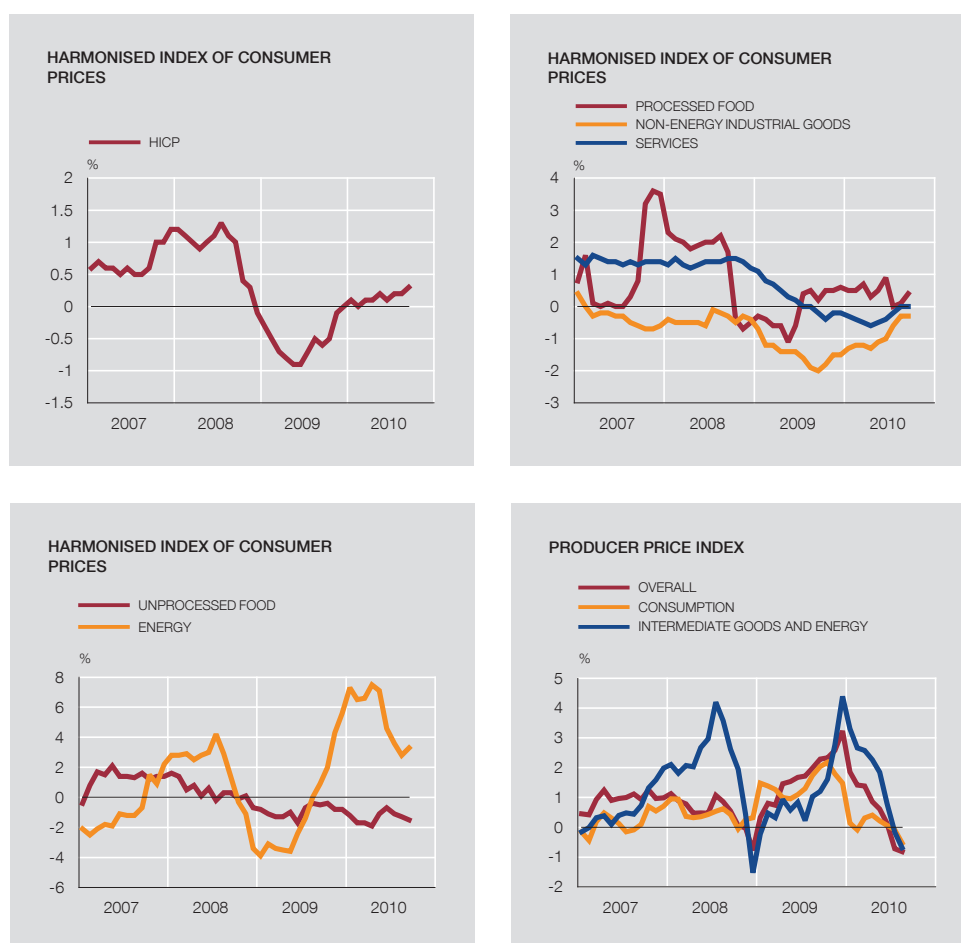 HARMONISED INDEX OF CONSUMER
PRICES
HICP
%
2
1.5
1
0.5
0
-0.5
-1
-1.5
2007 2008 2009 2010
HARMONISED INDEX OF CONSUMER
PRICES
PROCESSED FOOD
NON-ENERGY INDUSTRIAL GOODS
SERVICES
%
4
3
2
1
0
-1
-2
-3
2007 2008 2009 2010
HARMONISED INDEX OF CONSUMER
PRICES
UNPROCESSED FOOD
ENERGY
%
8
6
4
2
0
-2
-4
-6
2007 2008 2009 2010
PRODUCER PRICE INDEX
OVERALL
CONSUMPTION
INTERMEDIATE GOODS AND ENERGY
%
5
4
3
2
1
0
-1
-2
2007 2008 2009 2010